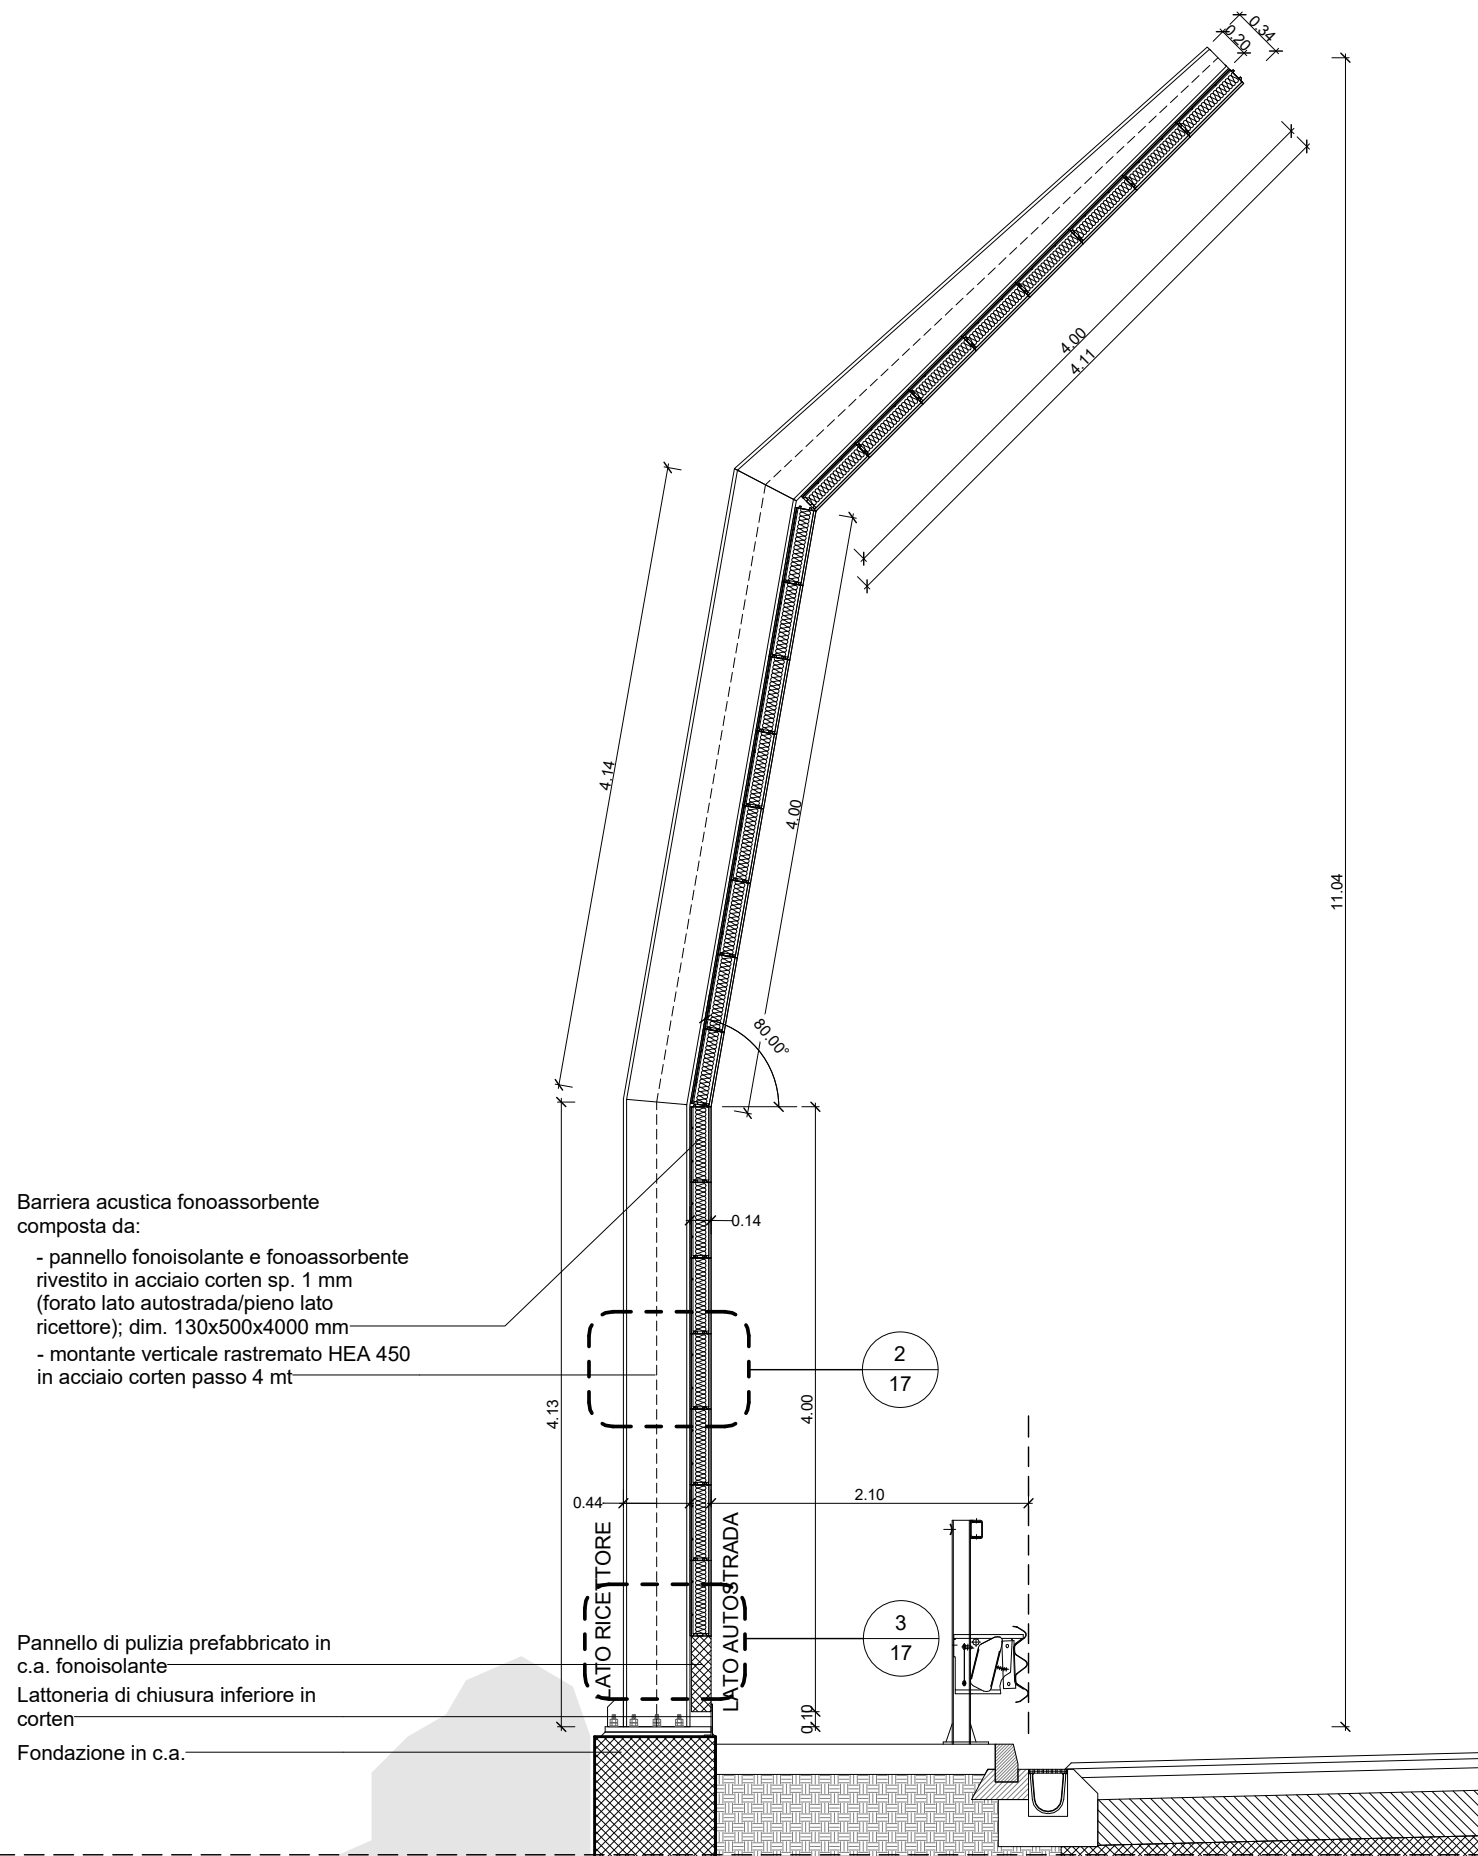 0.34
0.20
4.00
4.11
4.14
4.00
11.04
80.00°
Barriera acustica fonoassorbente
composta da:
- pannello fonoisolante e fonoassorbente
rivestito in acciaio corten sp. 1 mm
(forato lato autostrada/pieno lato
ricettore); dim. 130x500x4000 mm
- montante verticale rastremato HEA 450
in acciaio corten passo 4 mt
0.14
2
17
4.13
4.00
0.44
2.10
LATO RICETTORE
LATO AUTOSTRADA
3
17
Pannello di pulizia prefabbricato in
c.a. fonoisolante
Lattoneria di chiusura inferiore in
corten
0.10
Fondazione in c.a.